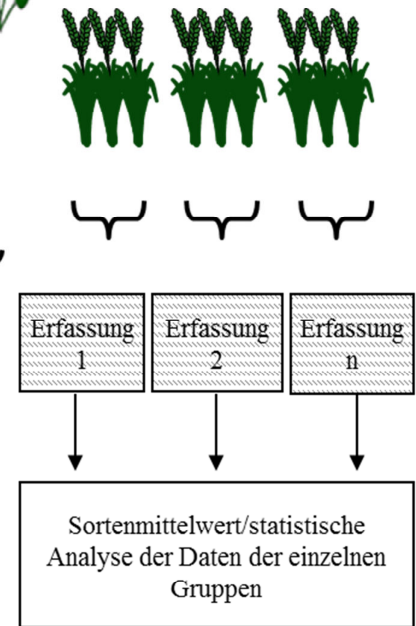 Erfassung
1
Erfassung
2
Erfassung
n
Sortenmittelwert/statistische
Analyse der Daten der einzelnen
Gruppen